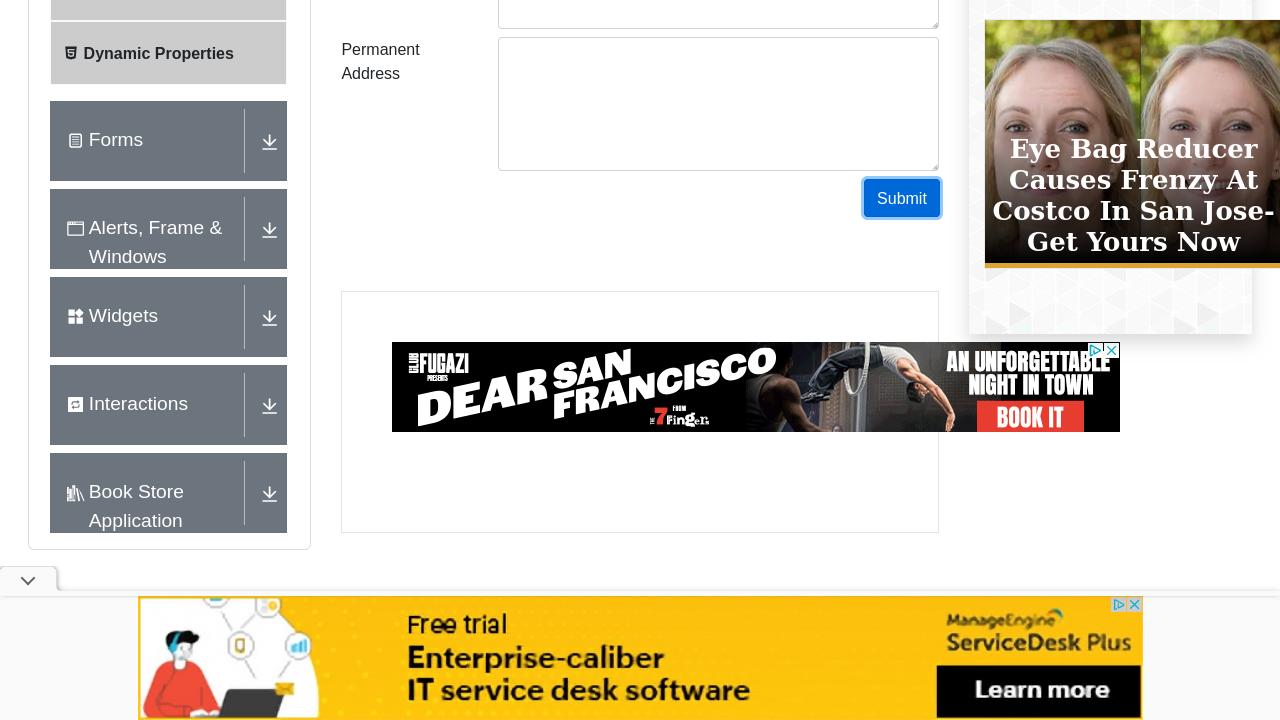 Dynamic Properties
Forms
Alerts, Frame &
Windows
Widgets
Interactions
Book Store
Application
Permanent
Address
Submit
Eye Bag Reducer
Causes Frenzy At
Costco In San Jose-
Get Yours Now
CLUB
FUGAZI
PRESENTS
DEAR SAN
FRANCISCO
FROM
THE 7 Fingers
AN UNFORGETTABLE
NIGHT IN TOWN
BOOK IT
Free trial
Enterprise-caliber
IT service desk software
ManageEngine
ServiceDesk Plus
Learn more